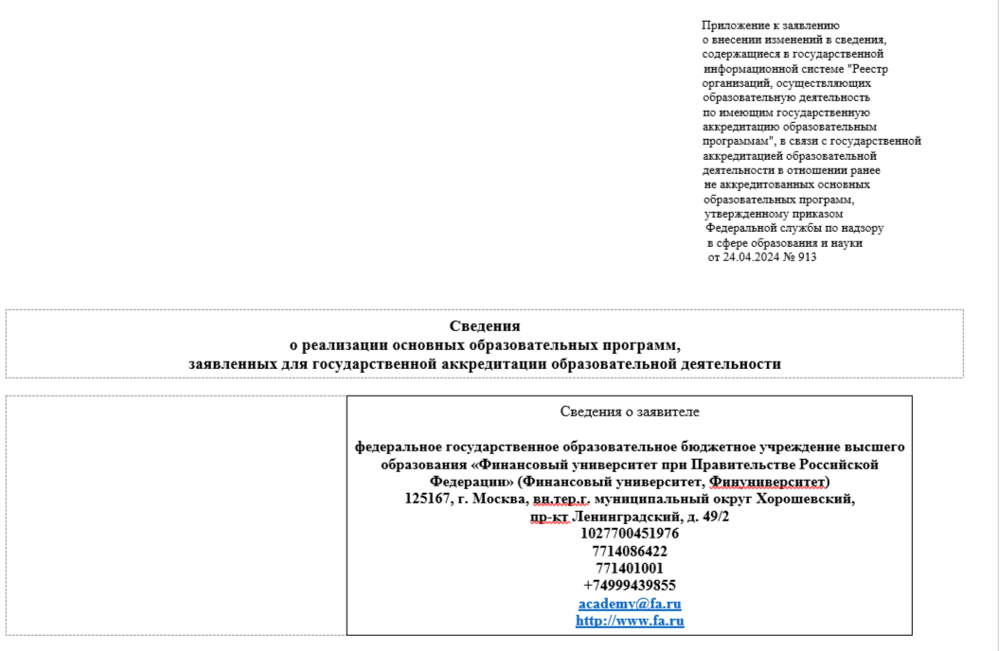 Приложение к заявлению
о внесении изменений в сведения,
содержащиеся в государственной
информационной системе "Реестр
организаций, осуществляющих
образовательную деятельность
по имеющим государственную
аккредитацию образовательным
программам", в связи с государственной
аккредитацией образовательной
деятельности в отношении ранее
не аккредитованных основных
образовательных программ,
утвержденному приказом
Федеральной службы по надзору
в сфере образования и науки
от 24.04.2024 № 913
Сведения
о реализации основных образовательных программ,
заявленных для государственной аккредитации образовательной деятельности
Сведения о заявителе
федеральное государственное образовательное бюджетное учреждение высшего
образования «Финансовый университет при Правительстве Российской
Федерации» (Финансовый университет, Финуниверситет)
125167, г. Москва, вн.тер.г. муниципальный округ Хорошевский,
пр-кт Ленинградский, д. 49/2
1027700451976
7714086422
771401001
+74999439855
academy@fa.ru
http://www.fa.ru